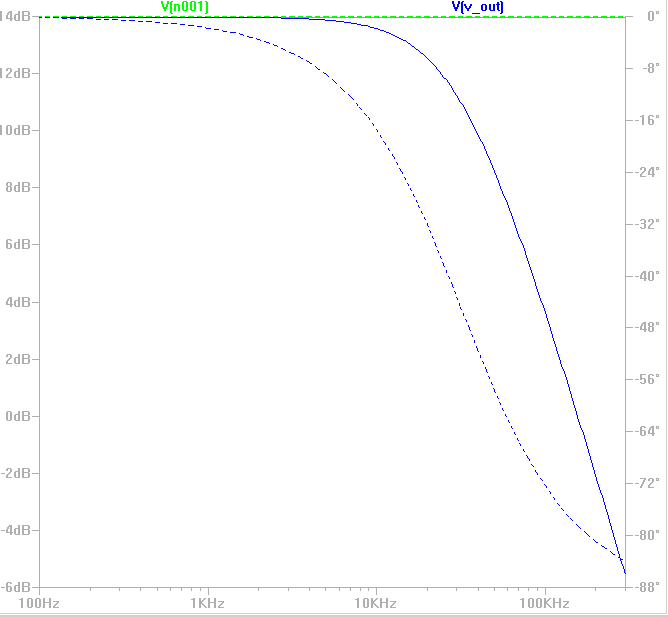 V(n001) V(v_out)
14dB 0°
12dB -8°
10dB -16°
8dB -24°
6dB -32°
4dB -40°
2dB -48°
0dB -56°
-2dB -64°
-4dB -72°
-6dB -80°
-88°
100Hz 1KHz 10KHz 100KHz